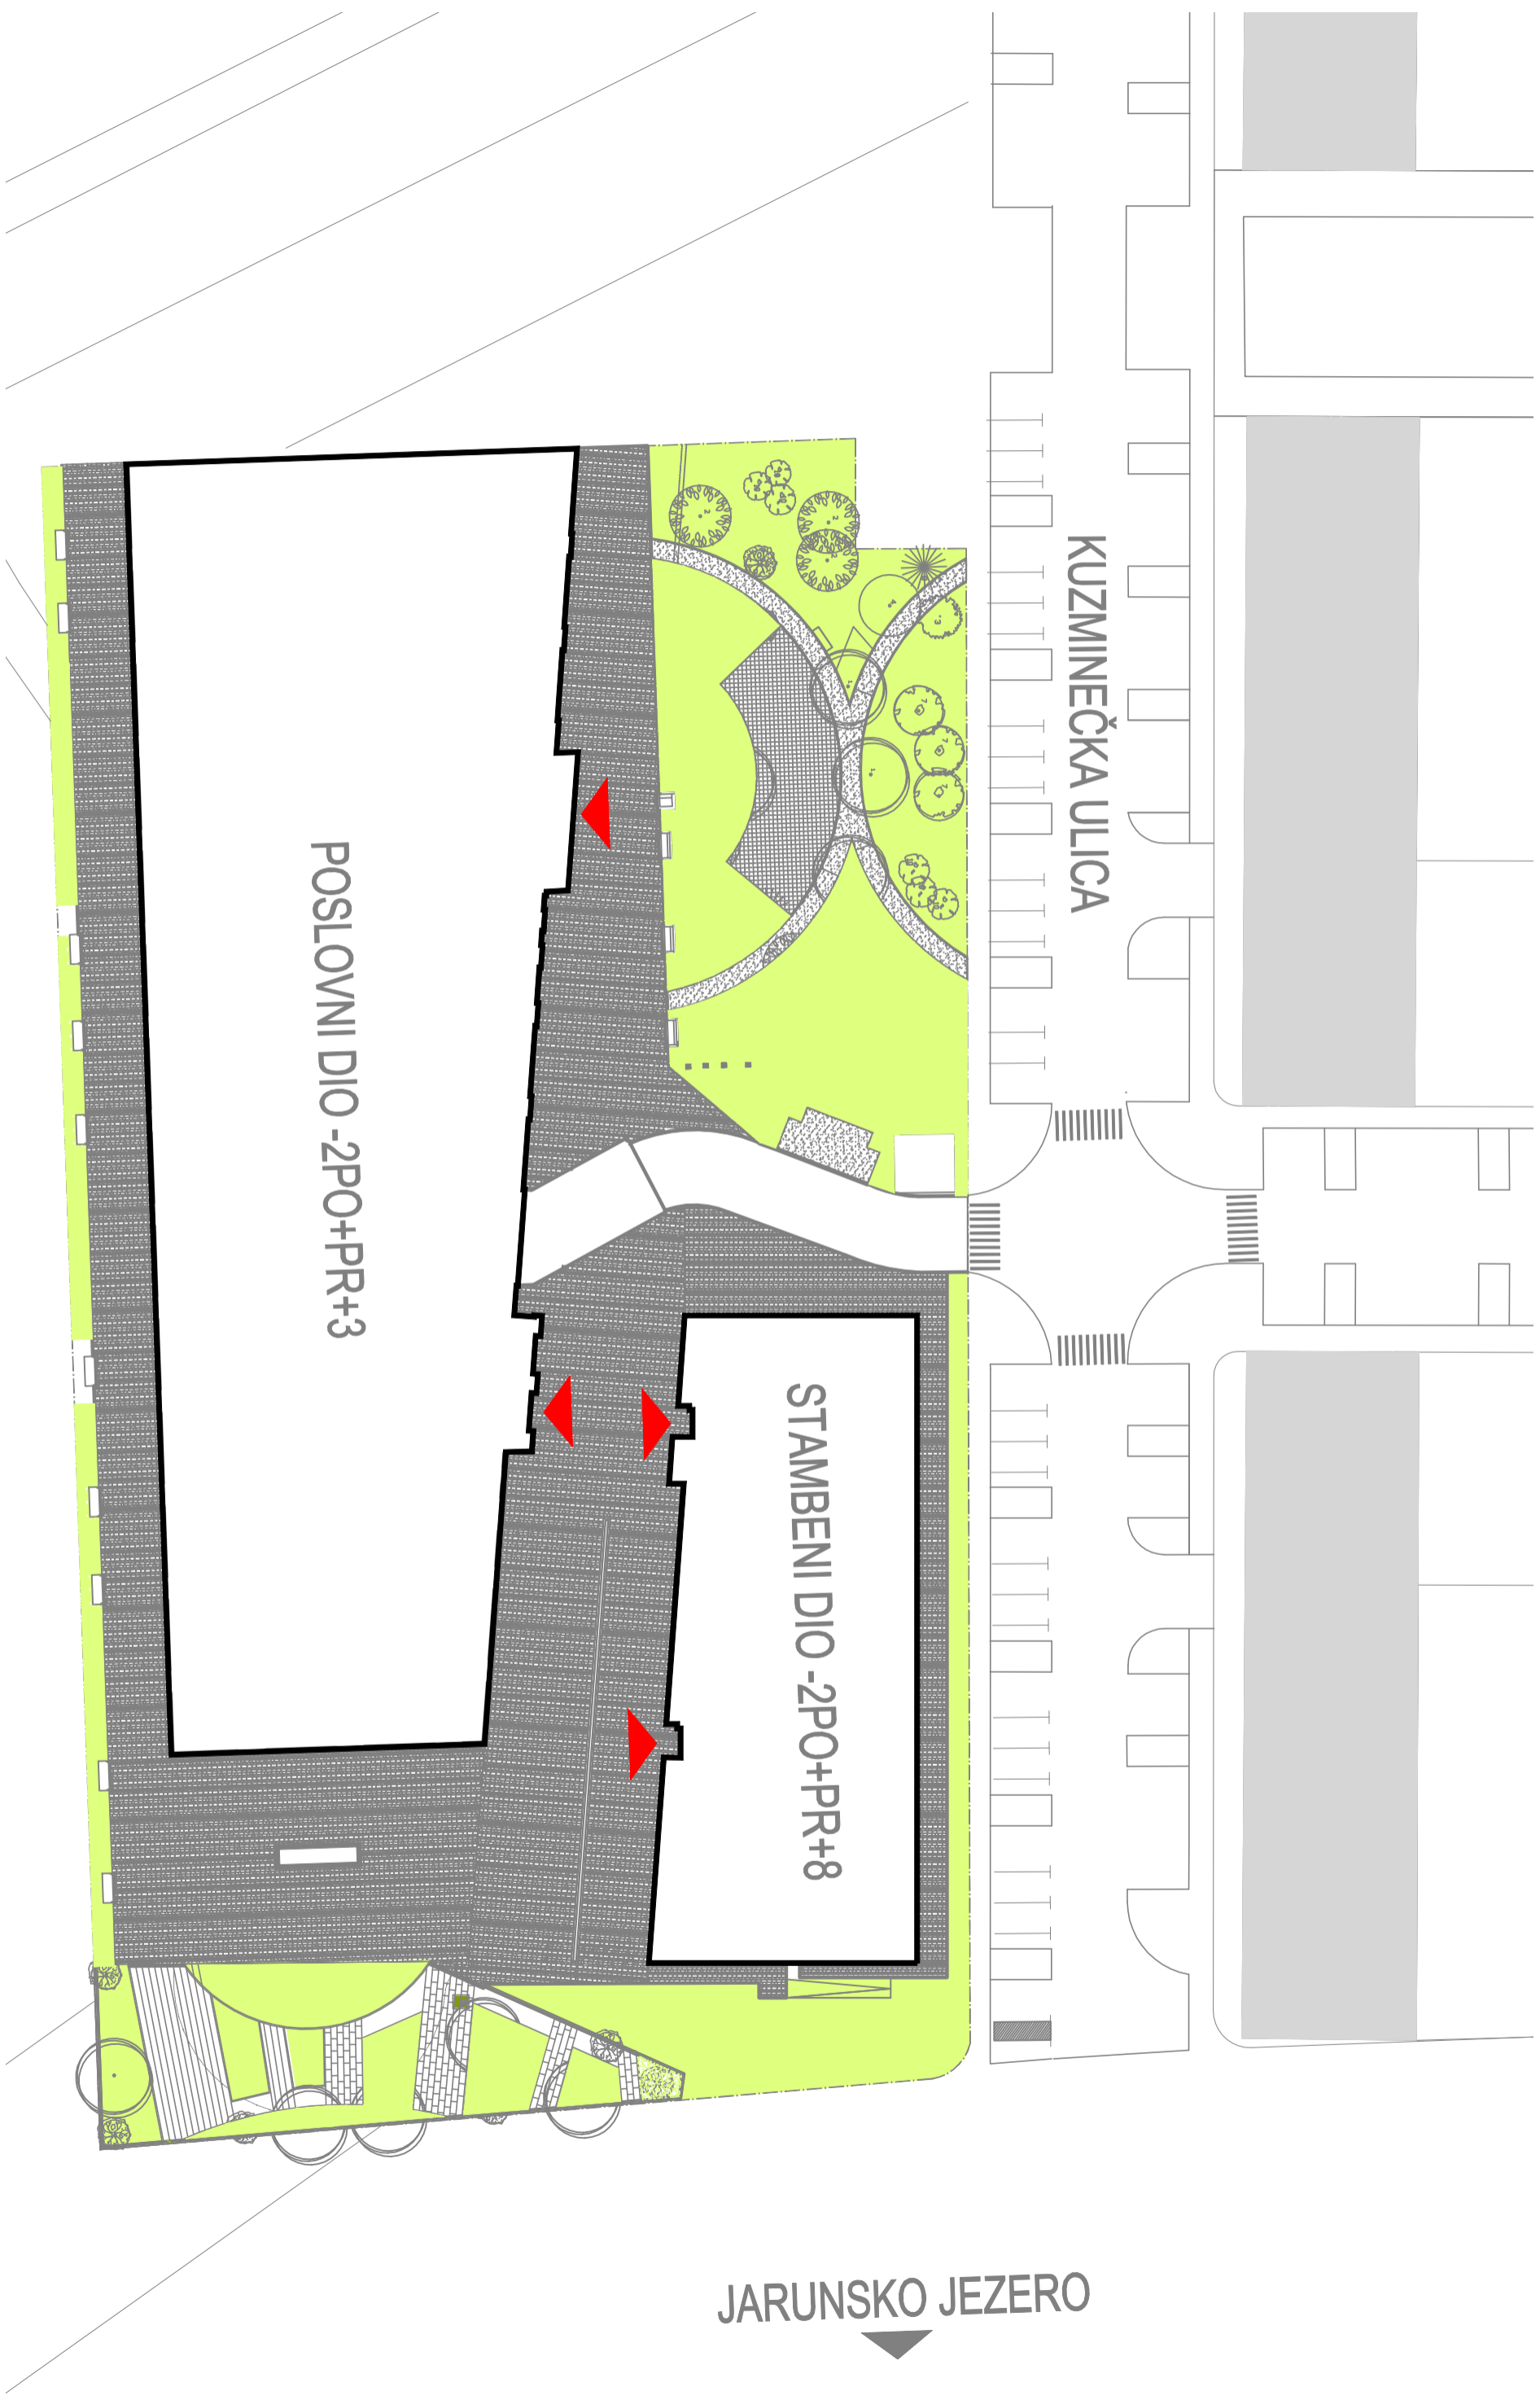 KUZMINEČKA ULICA
POSLOVNI DIO -2PO+PR+3
STAMBENI DIO -2PO+PR+8
JARUNSKO JEZERO